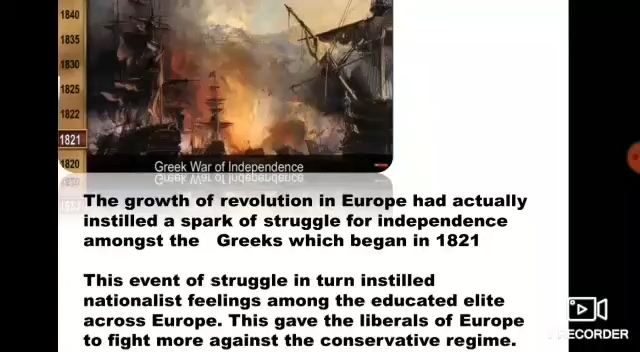 1840
1835
1830
1825
1822
1821
1820
Greek War of Independence
The growth of revolution in Europe had actually
instilled a spark of struggle for independence
amongst the Greeks which began in 1821
This event of struggle in turn instilled
nationalist feelings among the educated elite
across Europe. This gave the liberals of Europe
to fight more against the conservative regime.
RECORDER